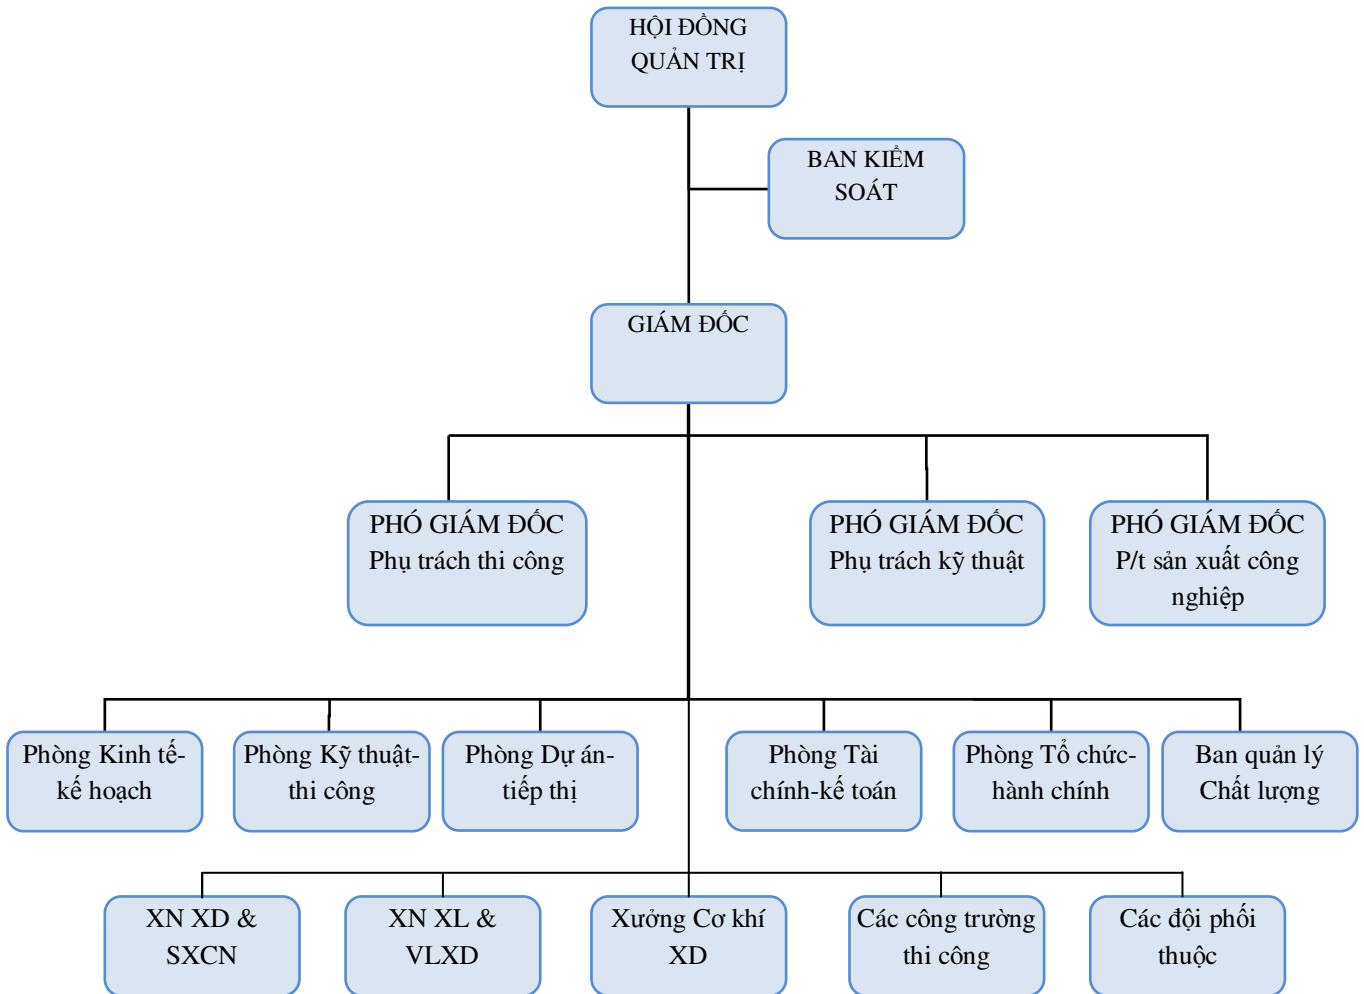 HỘI ĐỒNG
QUẢN TRỊ
BAN KIỂM
SOÁT
GIÁM ĐỐC
PHÓ GIÁM ĐỐC
Phụ trách thi công
PHÓ GIÁM ĐỐC
Phụ trách kỹ thuật
PHÓ GIÁM ĐỐC
P/t sản xuất công
nghiệp
Phòng Kinh tế-
kế hoạch
Phòng Kỹ thuật-
thi công
Phòng Dự án-
tiếp thị
Phòng Tài
chính-kế toán
Phòng Tổ chức-
hành chính
Ban quản lý
Chất lượng
XN XD &
SXCN
XN XL &
VLXD
Xưởng Cơ khí
XD
Các công trường
thi công
Các đội phối
thuộc